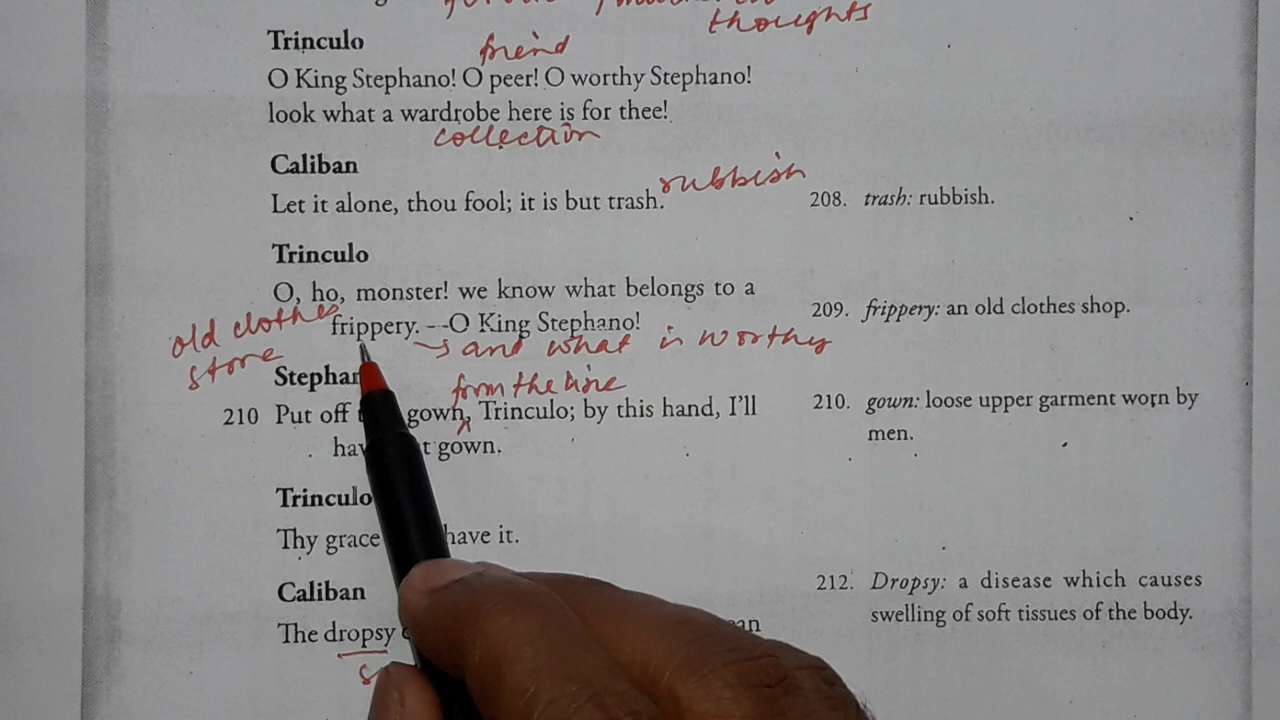 thoughts
Trinculo
friend
O King Stephano! O peer! O worthy Stephano!
look what a wardrobe here is for thee!
collection
Caliban
rubbish
Let it alone, thou fool; it is but trash.
208. trash: rubbish.
Trinculo
O, ho, monster! we know what belongs to a
frippery. --O King Stephano!
209. frippery: an old clothes shop.
old clothes
store
and what is worthy
from the line
210 Put off gown, Trinculo; by this hand, I'll
gown.
210. gown: loose upper garment worn by
men.
Trinculo
Thy grace have it.
Caliban
The dropsy
212. Dropsy: a disease which causes
swelling of soft tissues of the body.